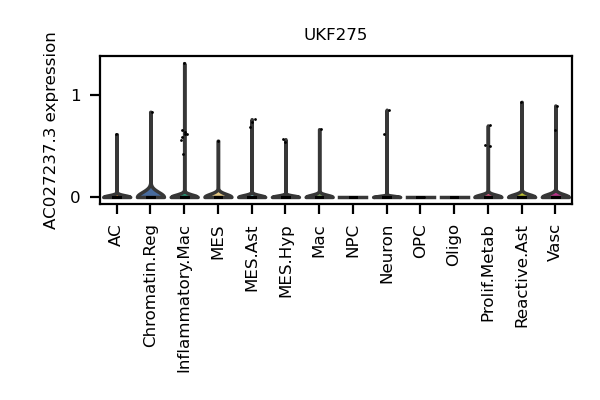 UKF275
AC027237.3 expression
1
0
AC
Chromatin.Reg
Inflammatory.Mac
MES
MES.Ast
MES.Hyp
Mac
NPC
Neuron
OPC
Oligo
Prolif.Metab
Reactive.Ast
Vasc